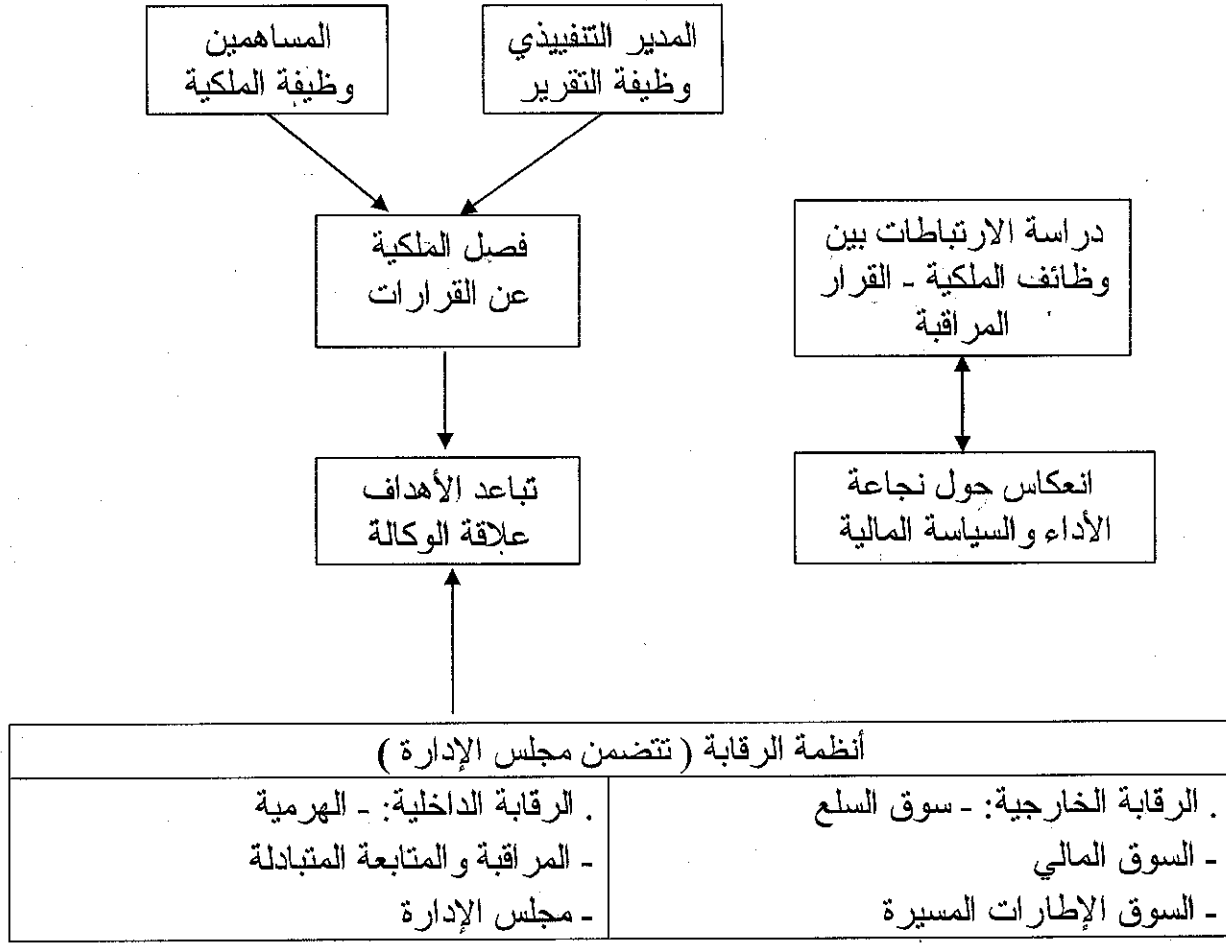 المساهمين
وظيفة الملكية
المدير التنفييذي
وظيفة التقرير
فصل الملكية
عن القرارات
دراسة الارتباطات بين
وظائف الملكية - القرار
المراقبة
تباعد الأهداف
علاقة الوكالة
انعكاس حول نجاعة
الأداء والسياسة المالية
أنظمة الرقابة ( تتضمن مجلس الإدارة )
. الرقابة الخارجية: - سوق السلع
- السوق المالي
- السوق الإطارات المسيرة
. الرقابة الداخلية: - الهرمية
- المراقبة والمتابعة المتبادلة
- مجلس الإدارة